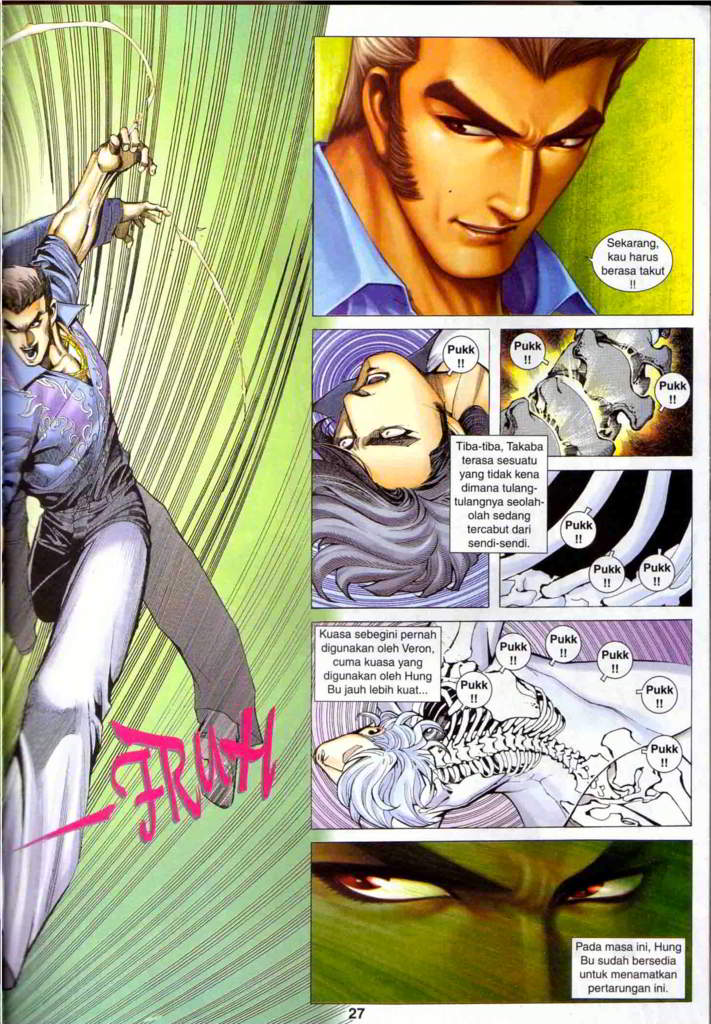 Sekarang,
kau harus
berasa takut
!!
Pukk
!!
Pukk
!!
Pukk
!!
Tiba-tiba, Takaba
terasa sesuatu
yang tidak kena
dimana tulang-
tulangnya seolah-
olah sedang
tercabut dari
sendi-sendi.
Pukk
!!
Pukk
!!
Pukk
!!
Kuasa sebegini pernah
digunakan oleh Veron,
cuma kuasa yang
digunakan oleh Hung
Bu jauh lebih kuat...
Pukk
!!
Pukk
!!
Pukk
!!
Pukk
!!
Pukk
!!
Pukk
!!
FRUH
Pada masa ini, Hung
Bu sudah bersedia
untuk menamatkan
pertarungan ini.
27